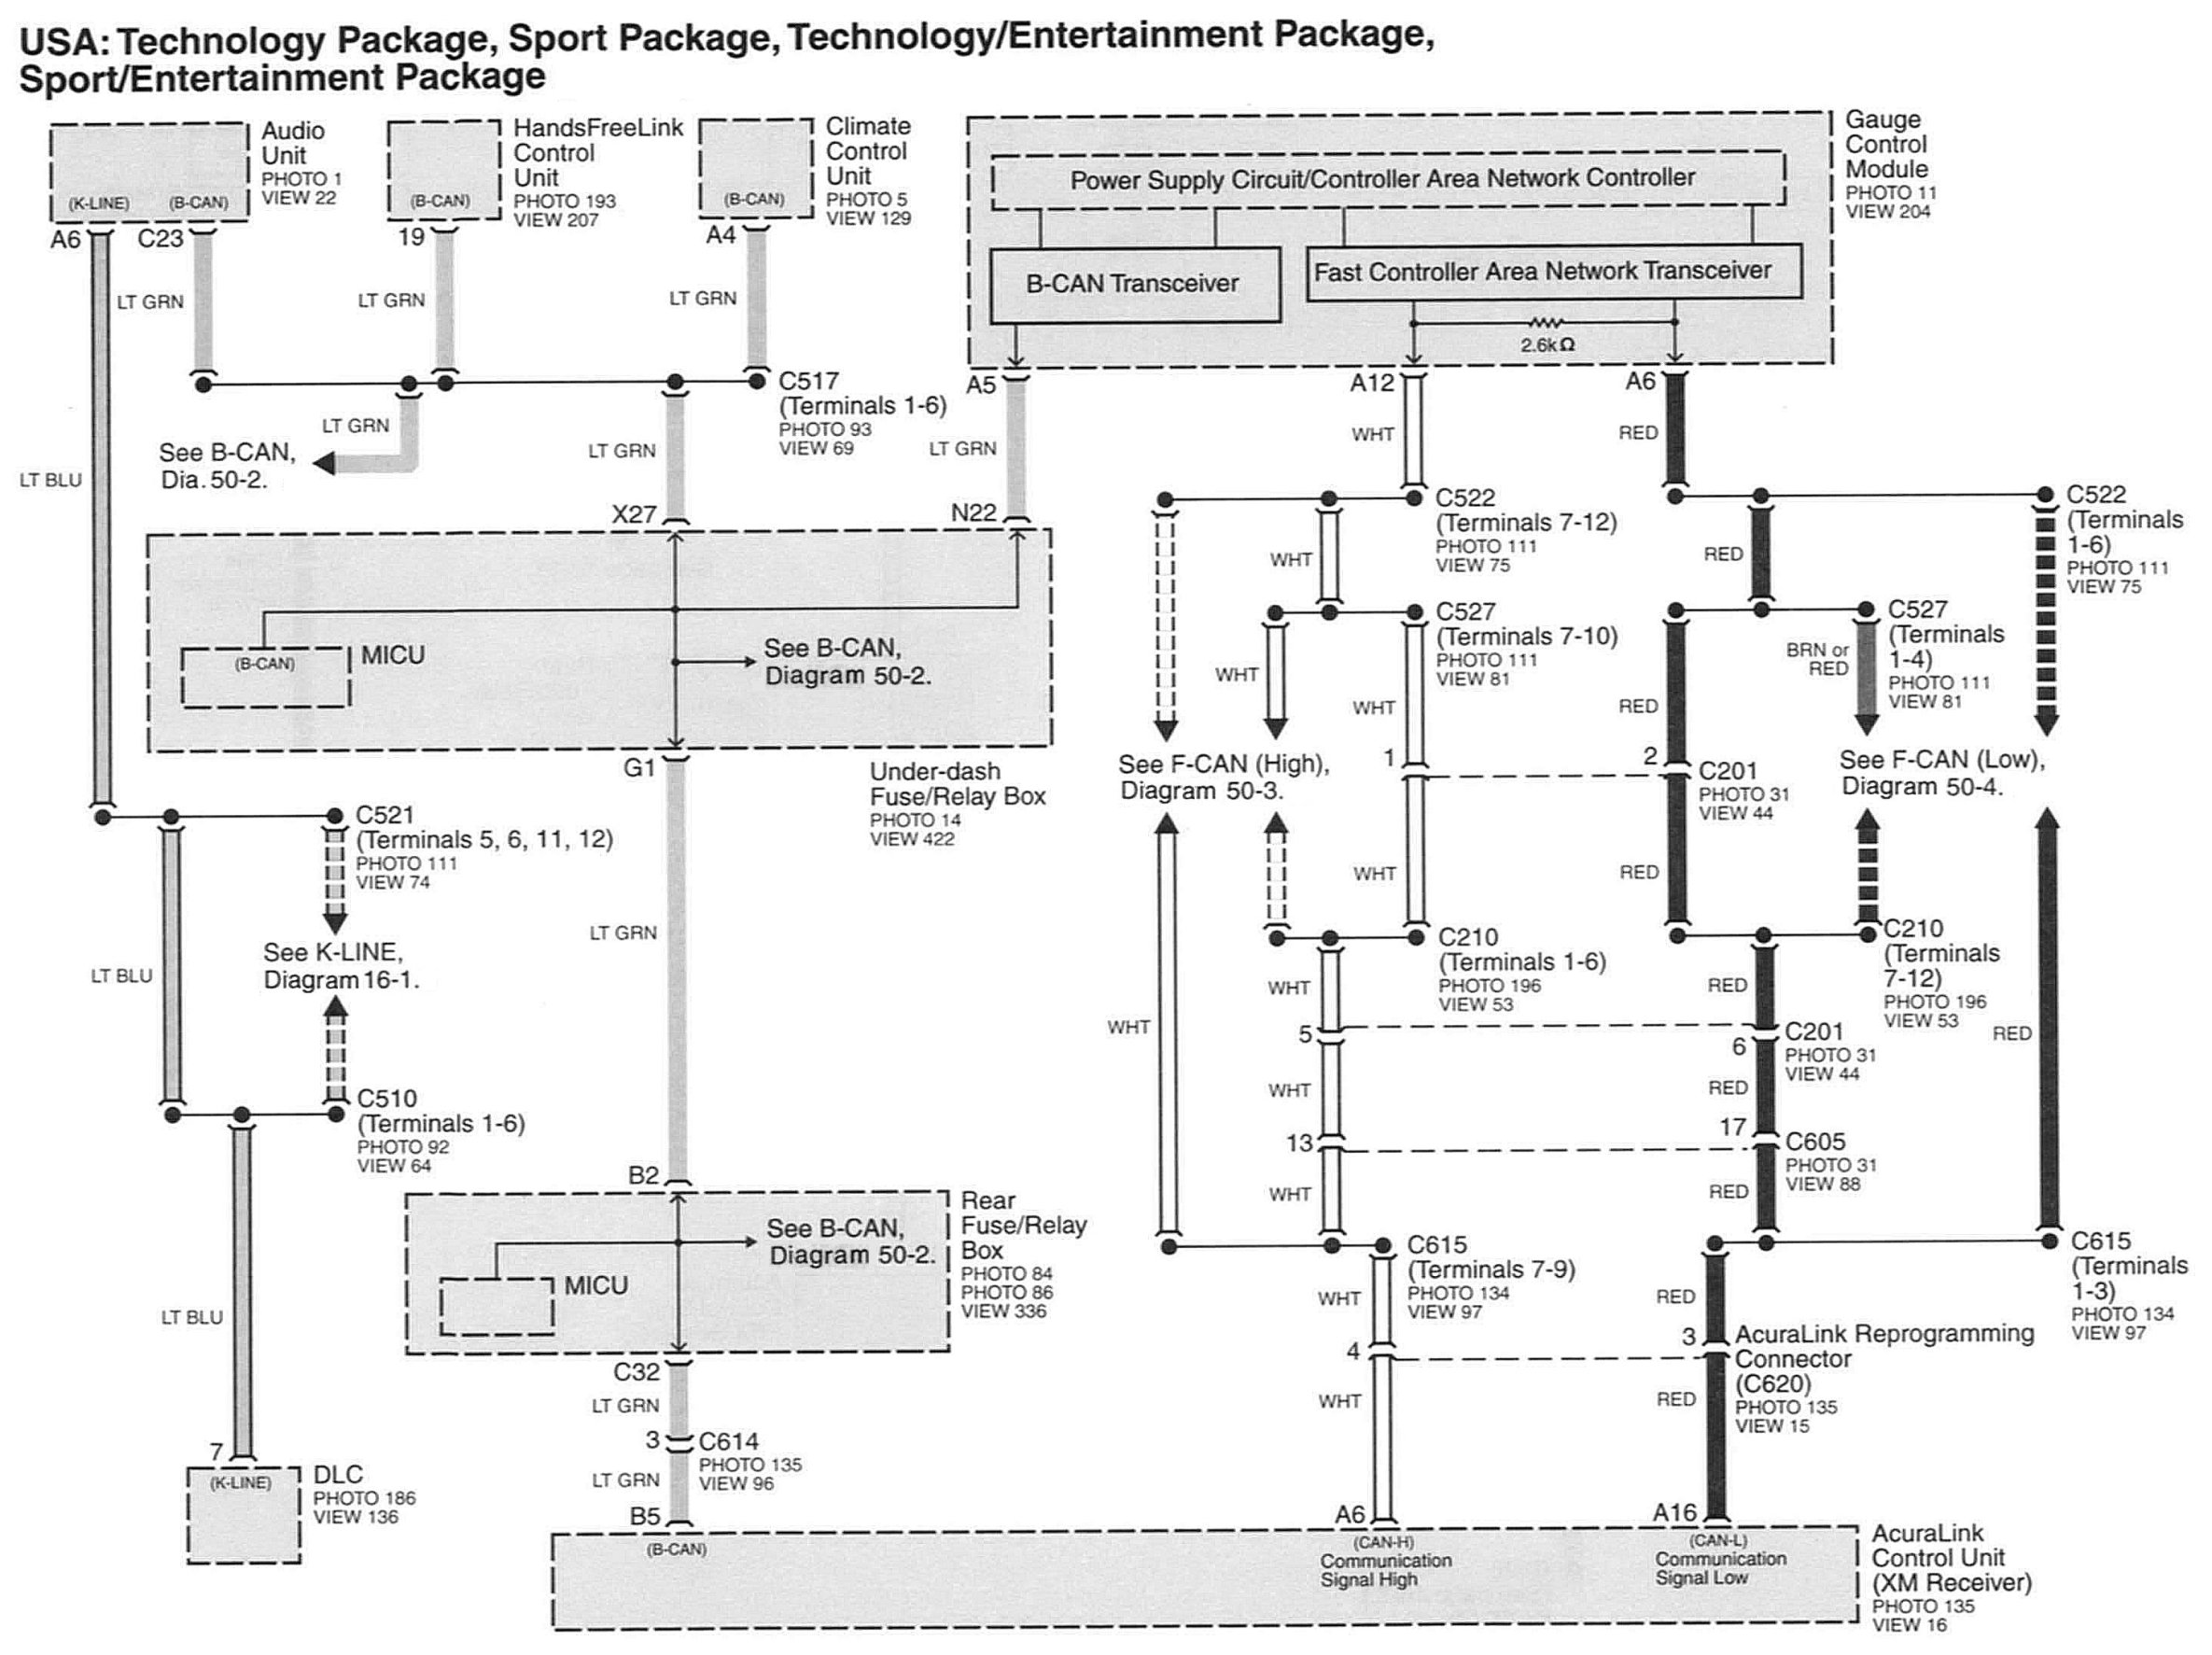 USA: Technology Package, Sport Package, Technology/Entertainment Package,
Sport/Entertainment Package
Audio
Unit
PHOTO 1
VIEW 22
(K-LINE)
(B-CAN)
A6
C23
HandsFreeLink
Control
Unit
PHOTO 193
VIEW 207
(B-CAN)
19
Climate
Control
Unit
PHOTO 5
VIEW 129
(B-CAN)
A4
Gauge
Control
Module
PHOTO 11
VIEW 204
Power Supply Circuit/Controller Area Network Controller
B-CAN Transceiver
Fast Controller Area Network Transceiver
2.6kΩ
A5
A12
A6
LT GRN
LT GRN
LT GRN
C517
(Terminals 1-6)
PHOTO 93
VIEW 69
LT GRN
See B-CAN,
Dia. 50-2.
LT GRN
LT GRN
WHT
RED
LT BLU
X27
N22
C522
(Terminals 7-12)
PHOTO 111
VIEW 75
C522
(Terminals
1-6)
PHOTO 111
VIEW 75
WHT
RED
(B-CAN)
MICU
See B-CAN,
Diagram 50-2.
C527
(Terminals 7-10)
PHOTO 111
VIEW 81
C527
(Terminals
1-4)
PHOTO 111
VIEW 81
WHT
WHT
RED
BRN or
RED
G1
Under-dash
Fuse/Relay Box
PHOTO 14
VIEW 422
See F-CAN (High),
Diagram 50-3.
1
2
C201
PHOTO 31
VIEW 44
See F-CAN (Low),
Diagram 50-4.
C521
(Terminals 5, 6, 11, 12)
PHOTO 111
VIEW 74
WHT
RED
See K-LINE,
Diagram 16-1.
LT BLU
LT GRN
C210
(Terminals 1-6)
PHOTO 196
VIEW 53
C210
(Terminals
7-12)
PHOTO 196
VIEW 53
WHT
RED
WHT
RED
5
6
C201
PHOTO 31
VIEW 44
WHT
RED
C510
(Terminals 1-6)
PHOTO 92
VIEW 64
13
17
C605
PHOTO 31
VIEW 88
WHT
RED
B2
Rear
Fuse/Relay
Box
PHOTO 84
PHOTO 86
VIEW 336
See B-CAN,
Diagram 50-2.
MICU
C615
(Terminals 7-9)
PHOTO 134
VIEW 97
C615
(Terminals
1-3)
PHOTO 134
VIEW 97
WHT
RED
LT BLU
4
3
AcuraLink Reprogramming
Connector
(C620)
PHOTO 135
VIEW 15
C32
LT GRN
WHT
RED
3
C614
PHOTO 135
VIEW 96
LT GRN
7
(K-LINE)
DLC
PHOTO 186
VIEW 136
B5
A6
A16
(B-CAN)
(CAN-H)
Communication
Signal High
(CAN-L)
Communication
Signal Low
AcuraLink
Control Unit
(XM Receiver)
PHOTO 135
VIEW 16